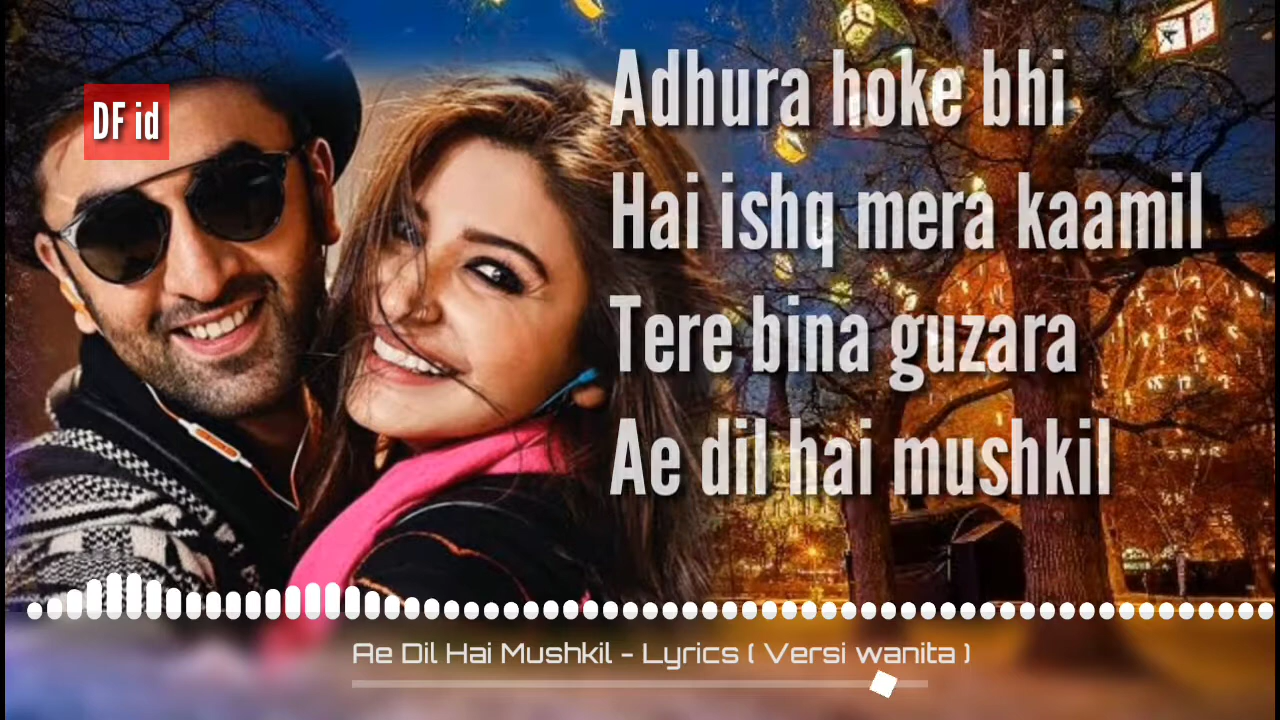 DF id
Adhura hoke bhi
Hai ishq mera kaamil
Tere bina guzara
Ae dil hai mushkil
Ae Dil Hai Mushkil - Lyrics ( Versi wanita )